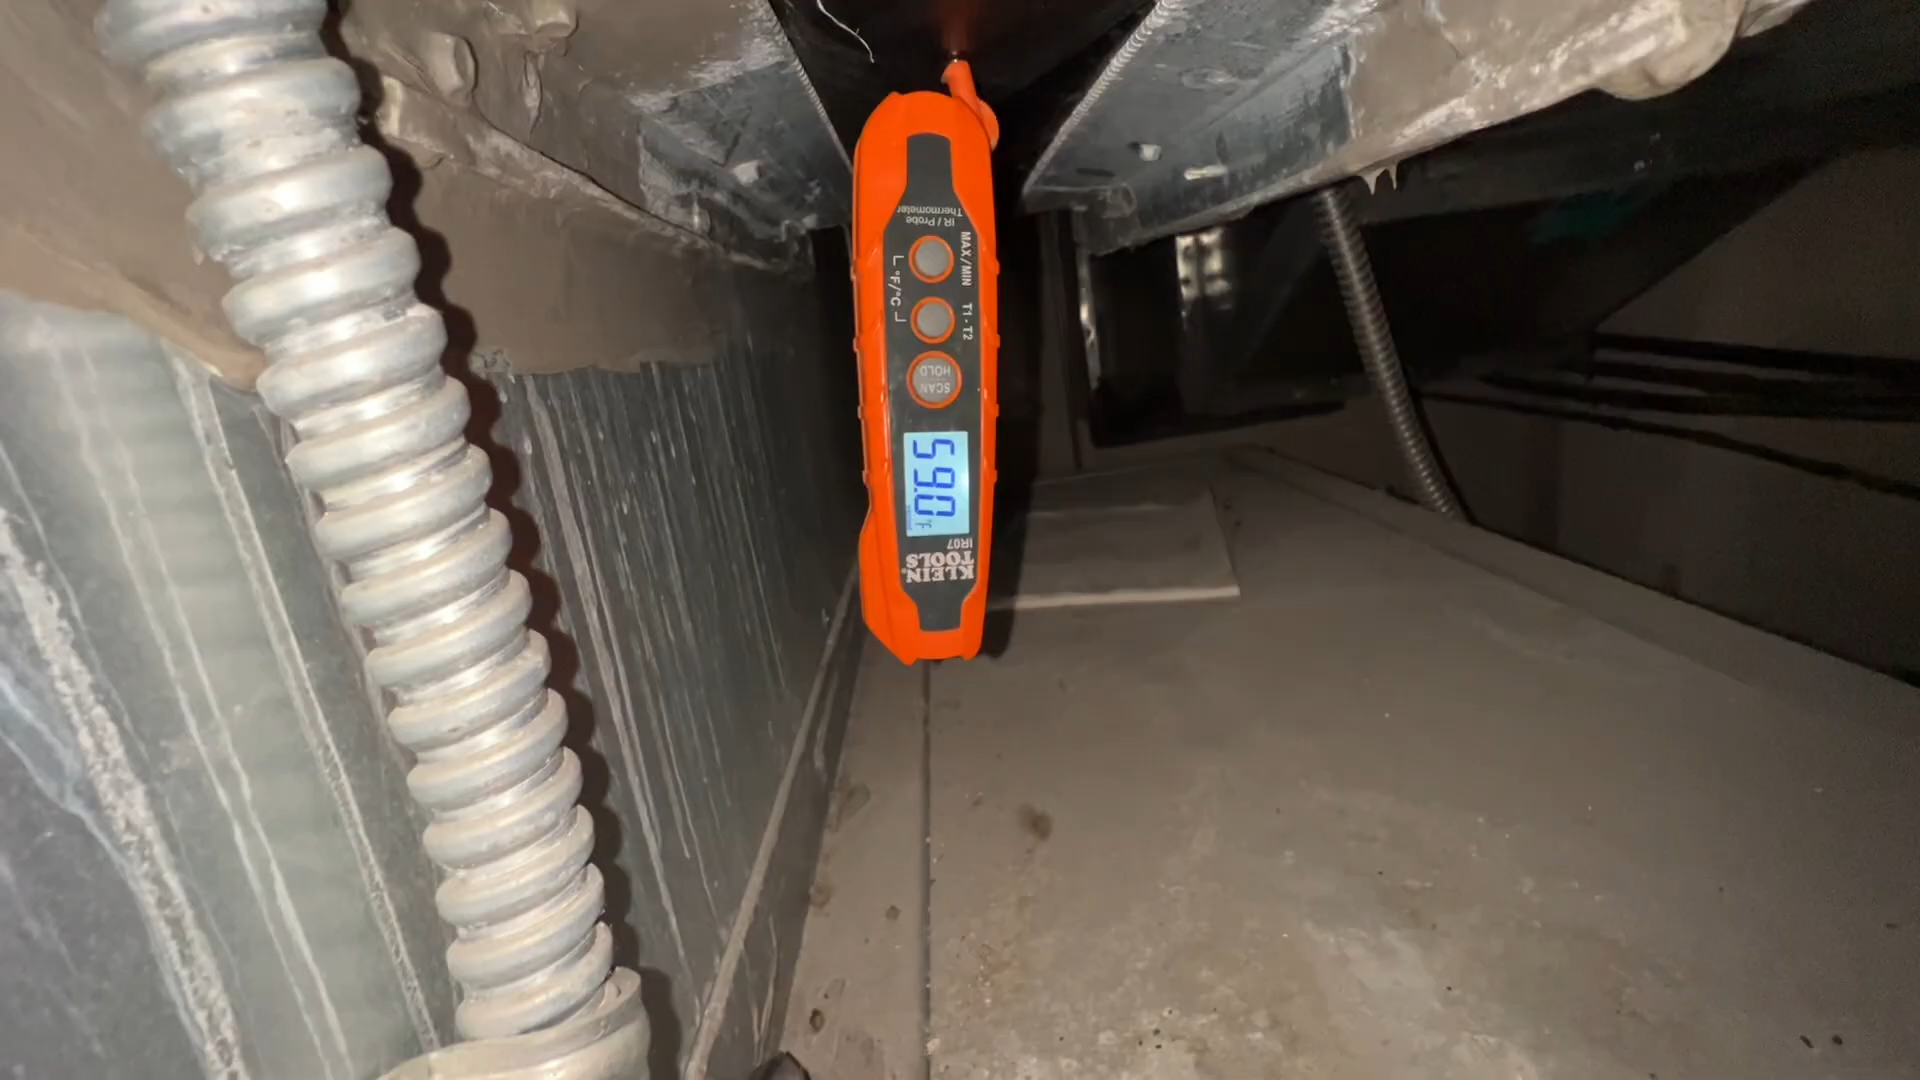 KLEIN
TOOLS®
IR07
59.0 °F
SCAN
HOLD
MAX/MIN
T1 - T2
°F/°C
IR / Probe
Thermometer